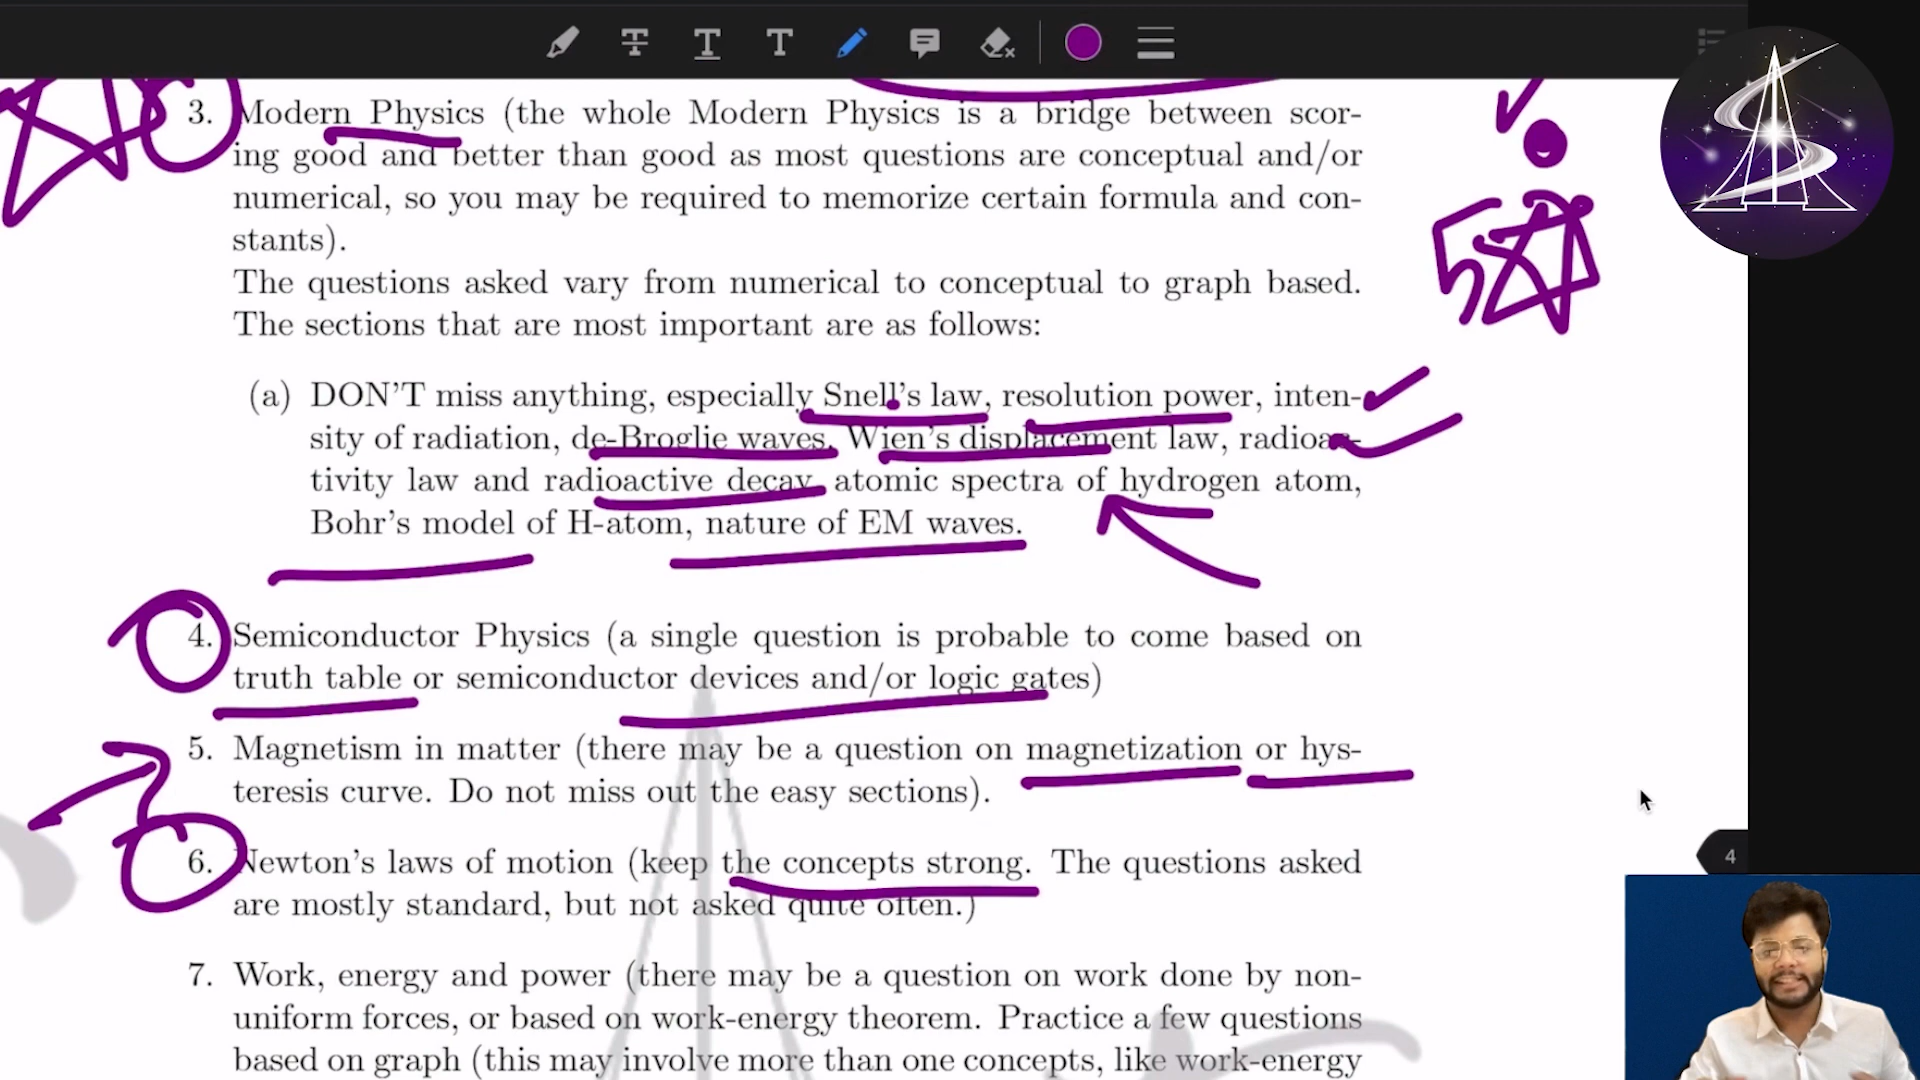 3. Modern Physics (the whole Modern Physics is a bridge between scor-
ing good and better than good as most questions are conceptual and/or
numerical, so you may be required to memorize certain formula and con-
stants).
The questions asked vary from numerical to conceptual to graph based.
The sections that are most important are as follows:
(a) DON'T miss anything, especially Snell's law, resolution power, inten-
sity of radiation, de-Broglie waves, Wien's displacement law, radioac-
tivity law and radioactive decay, atomic spectra of hydrogen atom,
Bohr's model of H-atom, nature of EM waves.
4. Semiconductor Physics (a single question is probable to come based on
truth table or semiconductor devices and/or logic gates)
5. Magnetism in matter (there may be a question on magnetization or hys-
teresis curve. Do not miss out the easy sections).
6. Newton's laws of motion (keep the concepts strong. The questions asked
are mostly standard, but not asked quite often.)
7. Work, energy and power (there may be a question on work done by non-
uniform forces, or based on work-energy theorem. Practice a few questions
based on graph (this may involve more than one concepts, like work-energy
4